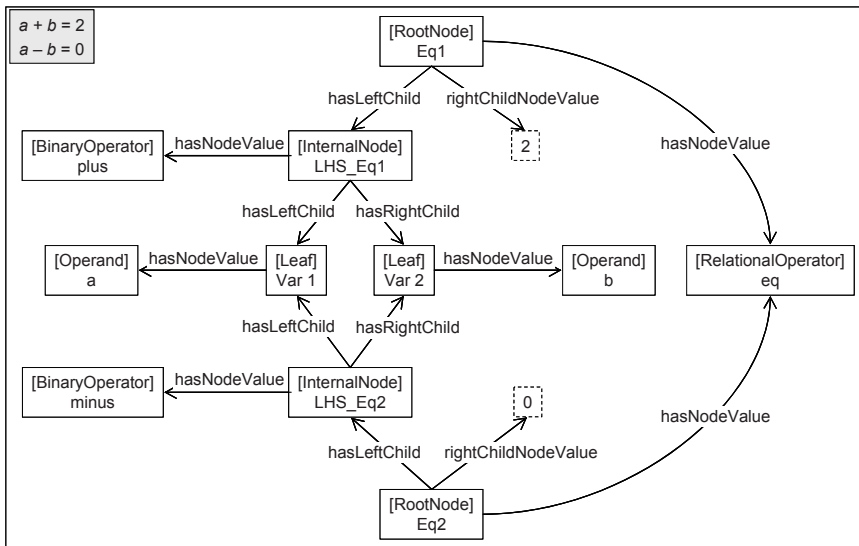 a + b = 2
a – b = 0
[RootNode]
Eq1
hasLeftChild
rightChildNodeValue
[BinaryOperator]
plus
hasNodeValue
[InternalNode]
LHS_Eq1
2
hasNodeValue
hasLeftChild
hasRightChild
[Operand]
a
hasNodeValue
[Leaf]
Var 1
[Leaf]
Var 2
hasNodeValue
[Operand]
b
[RelationalOperator]
eq
hasLeftChild
hasRightChild
[BinaryOperator]
minus
hasNodeValue
[InternalNode]
LHS_Eq2
0
hasNodeValue
hasLeftChild
rightChildNodeValue
[RootNode]
Eq2